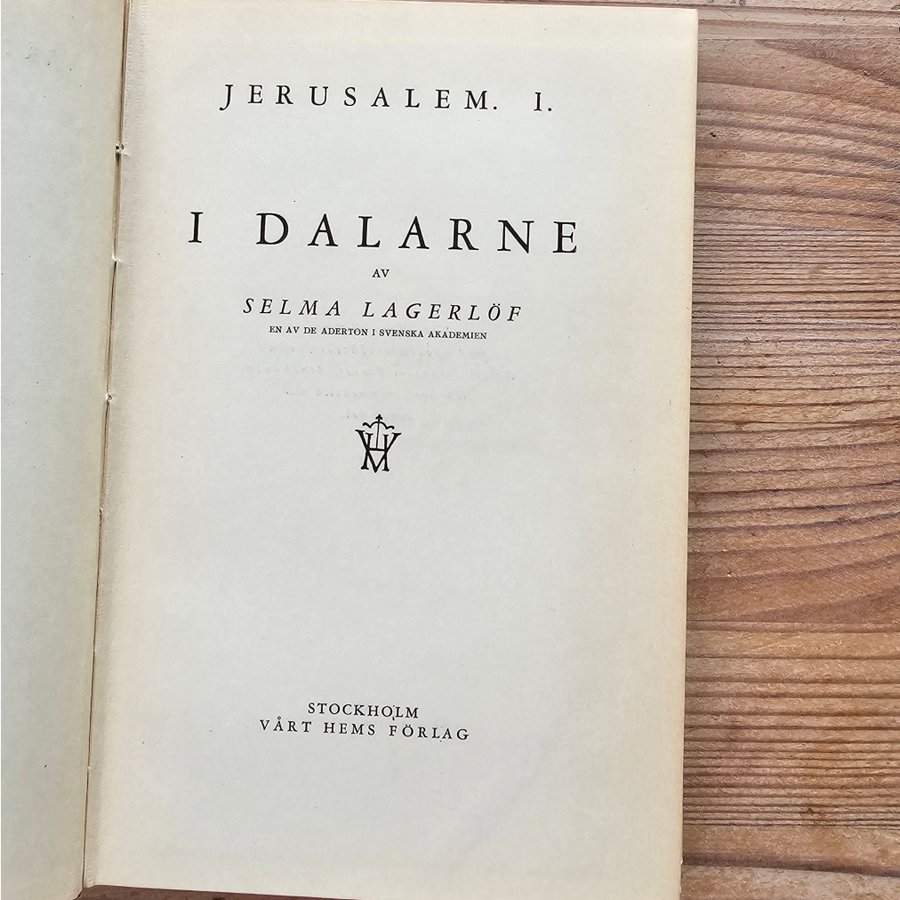 JERUSALEM. I.
I DALARNE
AV
SELMA LAGERLÖF
EN AV DE ADERTON I SVENSKA AKADEMIEN
STOCKHOLM
VÅRT HEMS FÖRLAG